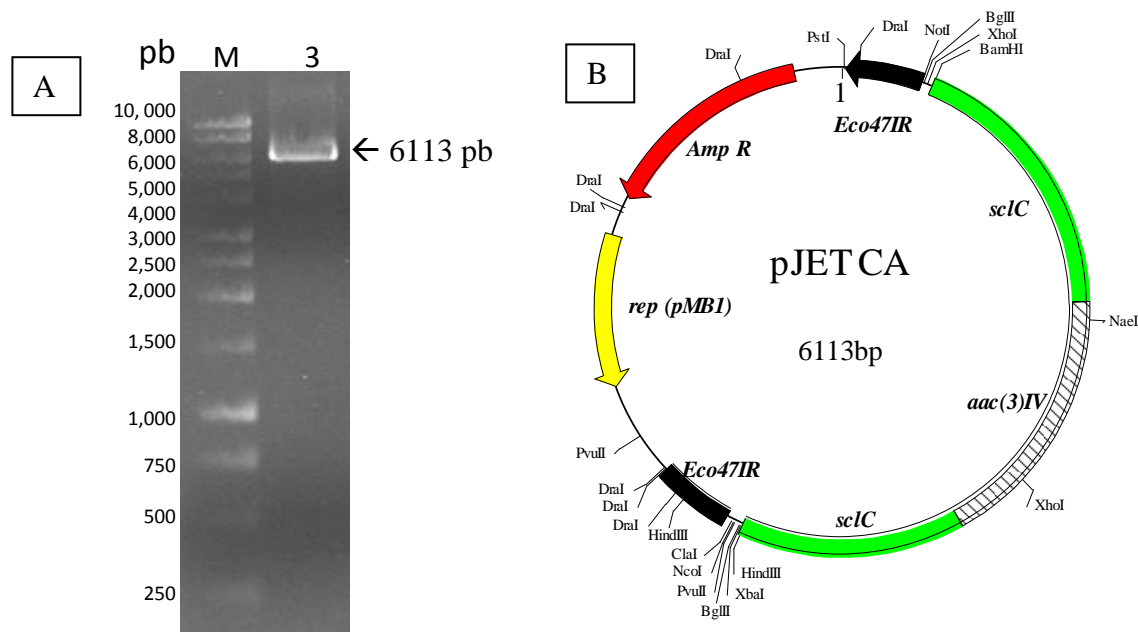 A
pb M 3
10, 000
8,000
6,000
5,000
4,000
3,000
2,500
2,000
1,500
1,000
750
500
250
← 6113 pb
B
PstI
DraI
NotI
BglII
XhoI
BamHI
DraI
1
Eco47IR
Amp R
sclC
DraI
DraI
pJET CA
rep (pMB1)
NaeI
6113bp
aac(3)IV
PvuII
Eco47IR
XhoI
DraI
DraI
DraI
sclC
HindIII
ClaI
HindIII
NcoI
XbaI
PvuII
BglII